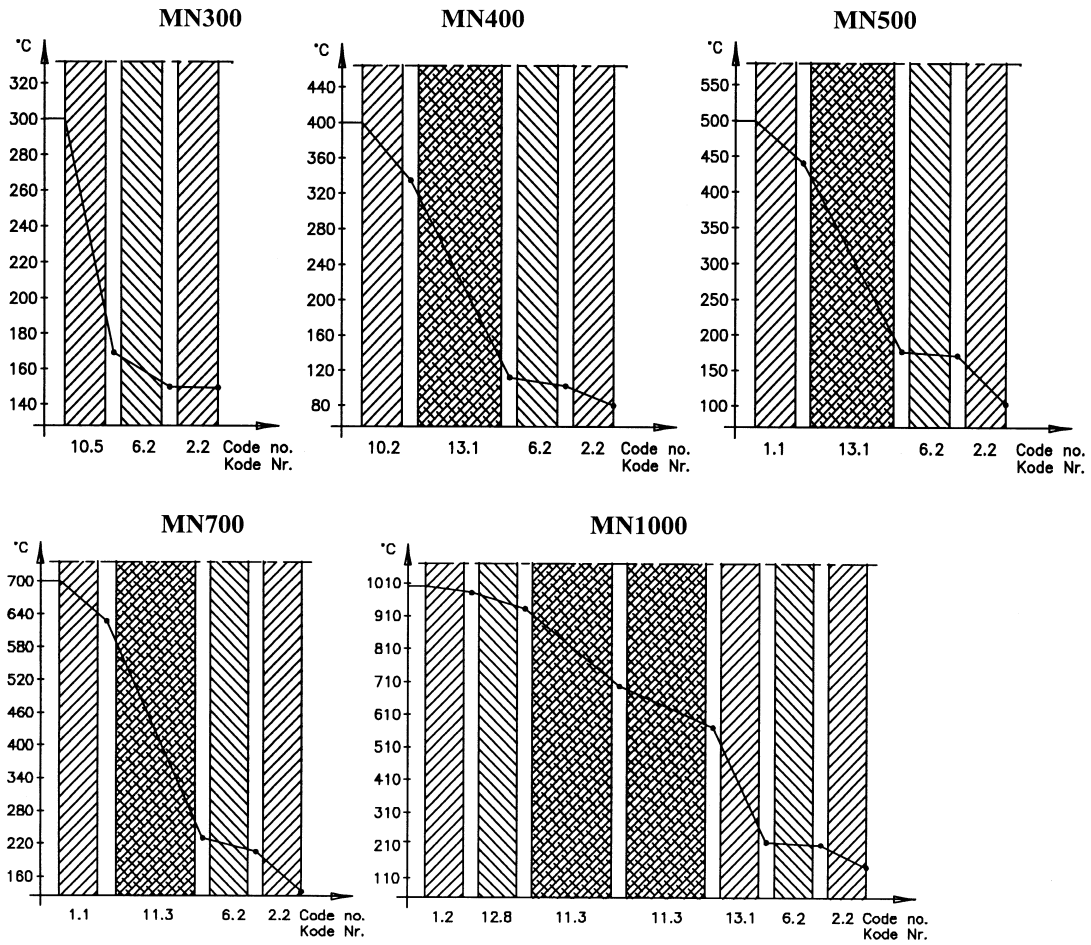 MN300
°C
320
300
280
260
240
220
200
180
160
140
10.5 6.2 2.2 Code no.
Kode Nr.
MN400
°C
440
400
360
320
280
240
200
160
120
80
10.2 13.1 6.2 2.2 Code no.
Kode Nr.
MN500
°C
550
500
450
400
350
300
250
200
150
100
1.1 13.1 6.2 2.2 Code no.
Kode Nr.
MN700
°C
700
640
580
520
460
400
340
280
220
160
1.1 11.3 6.2 2.2 Code no.
Kode Nr.
MN1000
°C
1010
910
810
710
610
510
410
310
210
110
1.2 12.8 11.3 11.3 13.1 6.2 2.2 Code no.
Kode Nr.